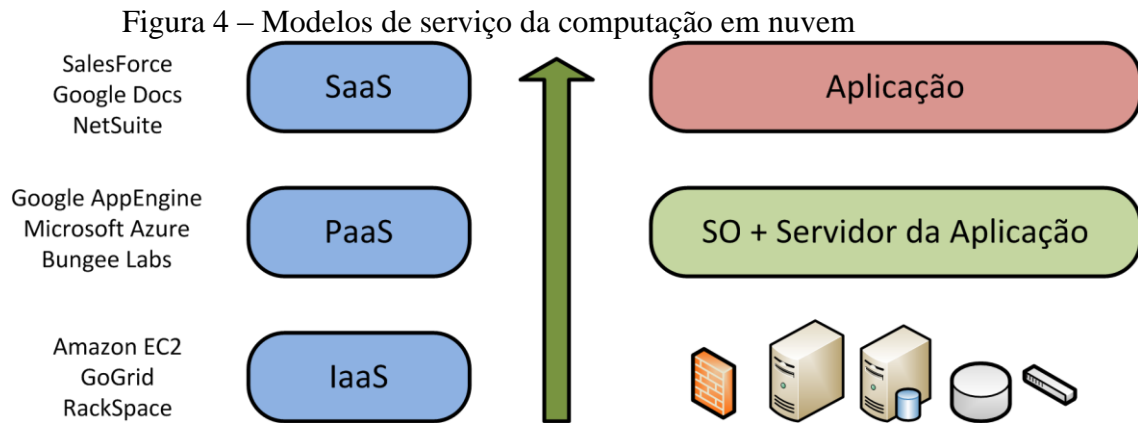 Figura 4 – Modelos de serviço da computação em nuvem
SalesForce
Google Docs
NetSuite
SaaS
Aplicação
Google AppEngine
Microsoft Azure
Bungee Labs
PaaS
SO + Servidor da Aplicação
Amazon EC2
GoGrid
RackSpace
IaaS